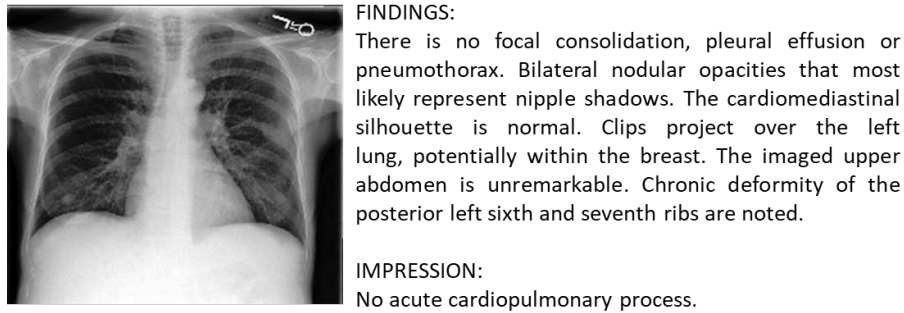 FINDINGS:
There is no focal consolidation, pleural effusion or
pneumothorax. Bilateral nodular opacities that most
likely represent nipple shadows. The cardiomediastinal
silhouette is normal. Clips project over the left
lung, potentially within the breast. The imaged upper
abdomen is unremarkable. Chronic deformity of the
posterior left sixth and seventh ribs are noted.
IMPRESSION:
No acute cardiopulmonary process.